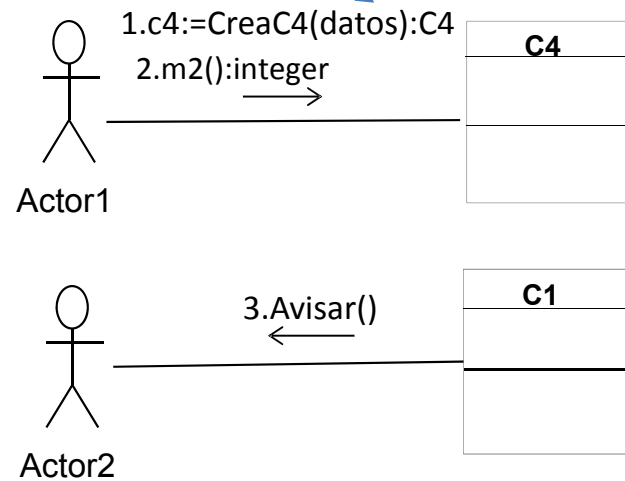 1.c4:=CreaC4(datos):C4
C4
2.m2():integer
Actor1
3.Avisar()
C1
Actor2